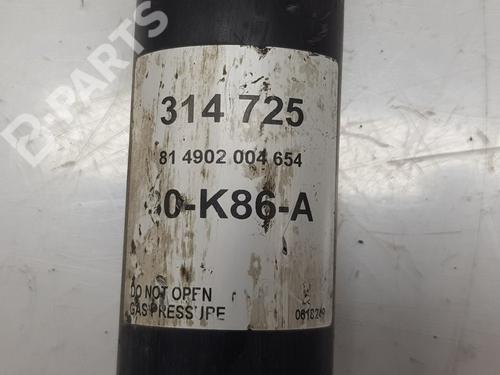 B-PARTS
314 725
81 4902 004 654
0-K86-A
DO NOT OPEN
GAS PRESSURE